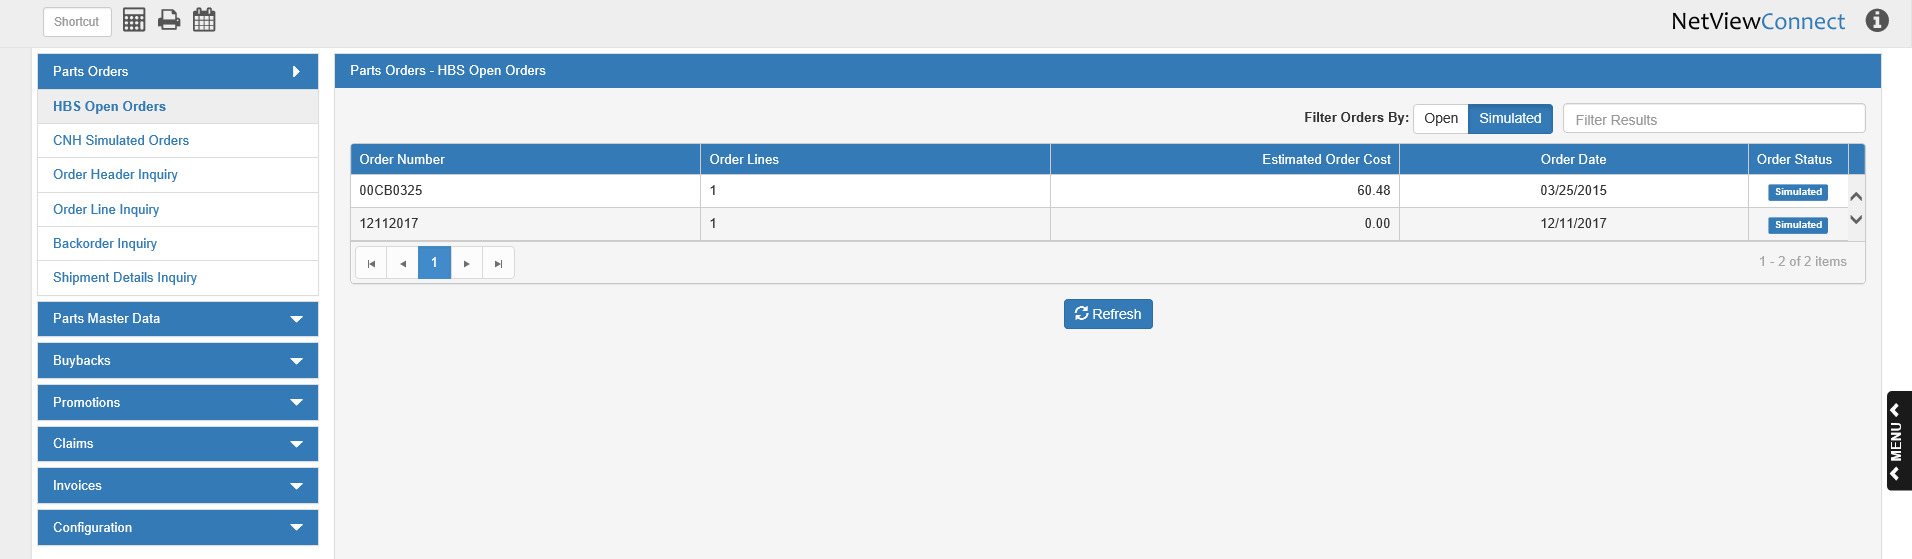 Shortcut
NetViewConnect
Parts Orders
HBS Open Orders
CNH Simulated Orders
Order Header Inquiry
Order Line Inquiry
Backorder Inquiry
Shipment Details Inquiry
Parts Master Data
Buybacks
Promotions
Claims
Invoices
Configuration
Parts Orders - HBS Open Orders
Filter Orders By: Open Simulated Filter Results
Order Number Order Lines Estimated Order Cost Order Date Order Status
00CB0325 1 60.48 03/25/2015 Simulated
12112017 1 0.00 12/11/2017 Simulated
1 1 - 2 of 2 items
Refresh
MENU